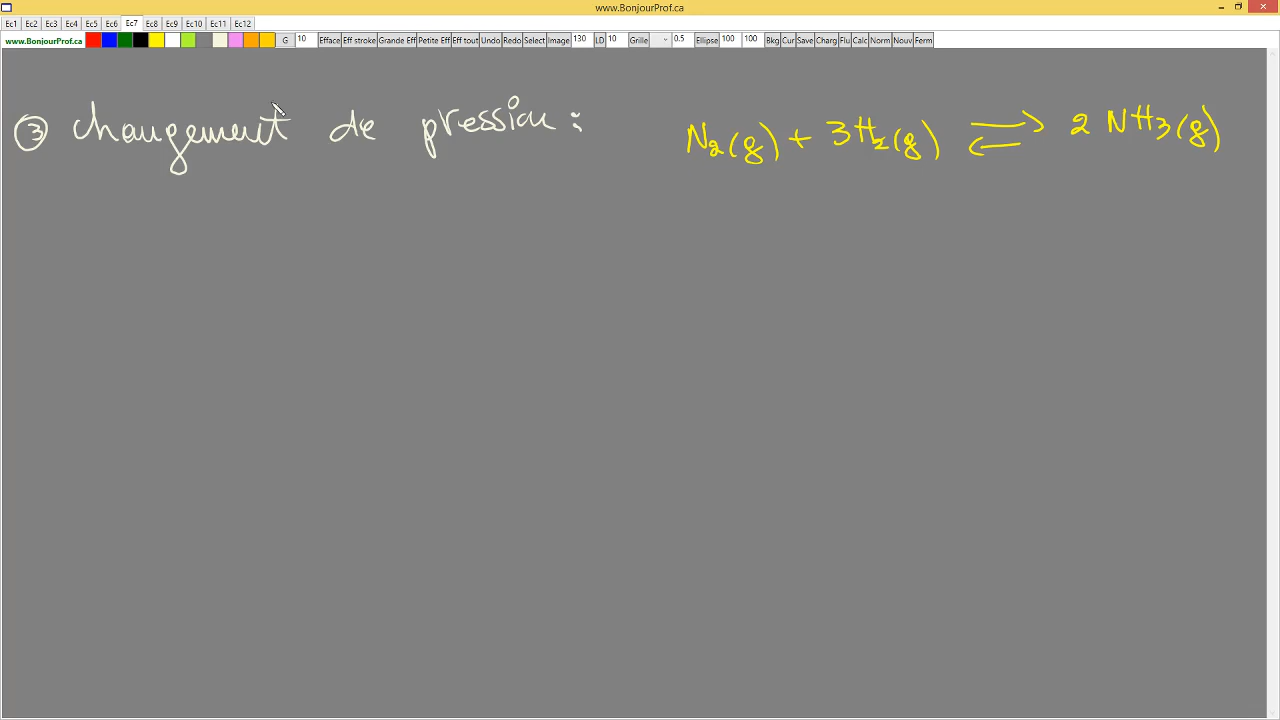 www.BonjourProf.ca
Ec1 Ec2 Ec3 Ec4 Ec5 Ec6 Ec7 Ec8 Ec9 Ec10 Ec11 Ec12
www.BonjourProf.ca G 10 Efface Eff stroke Grande Eff Petite Eff Eff tout Undo Redo Select Image 130 LD 10 Grille 0.5 Ellipse 100 100 Bkg Cur Save Charg Flu Calc Norm Nouv Ferm
③ changement de pression : N₂(g) + 3H₂(g) ⇌ 2 NH₃(g)